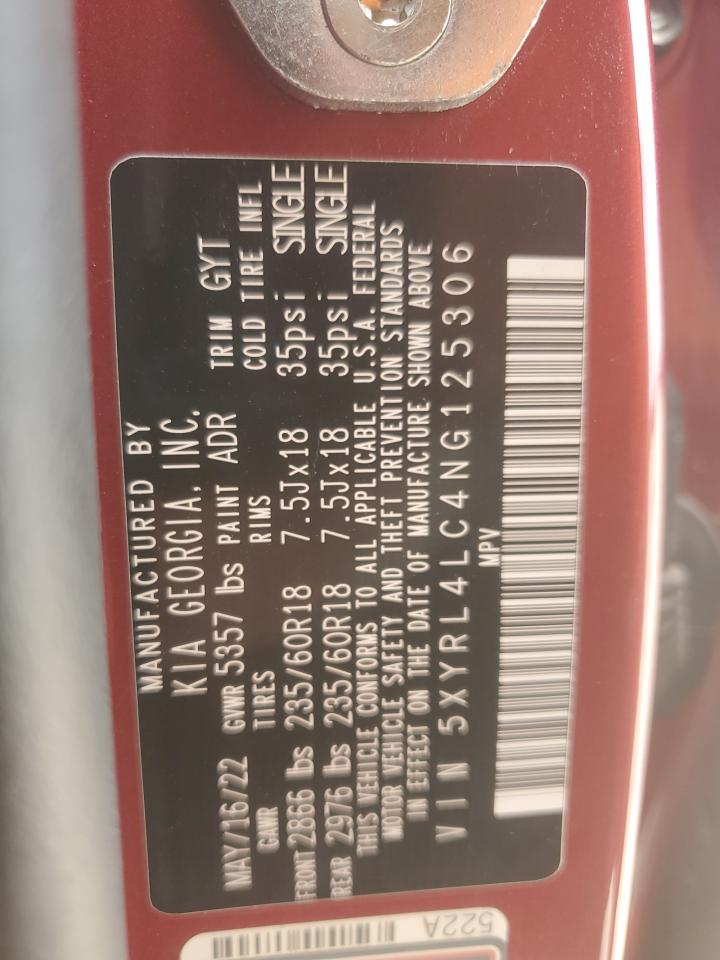 MANUFACTURED BY
KIA GEORGIA, INC.
MAY/16/22 GVWR 5357 lbs PAINT ADR TRIM GYT
GAWR TIRES RIMS COLD TIRE INFL
FRONT 2866 lbs 235/60R18 7.5Jx18 35psi SINGLE
REAR 2976 lbs 235/60R18 7.5Jx18 35psi SINGLE
THIS VEHICLE CONFORMS TO ALL APPLICABLE U.S.A. FEDERAL
MOTOR VEHICLE SAFETY AND THEFT PREVENTION STANDARDS
IN EFFECT ON THE DATE OF MANUFACTURE SHOWN ABOVE
VIN 5XYRL4LC4NG125306
MPV
522A